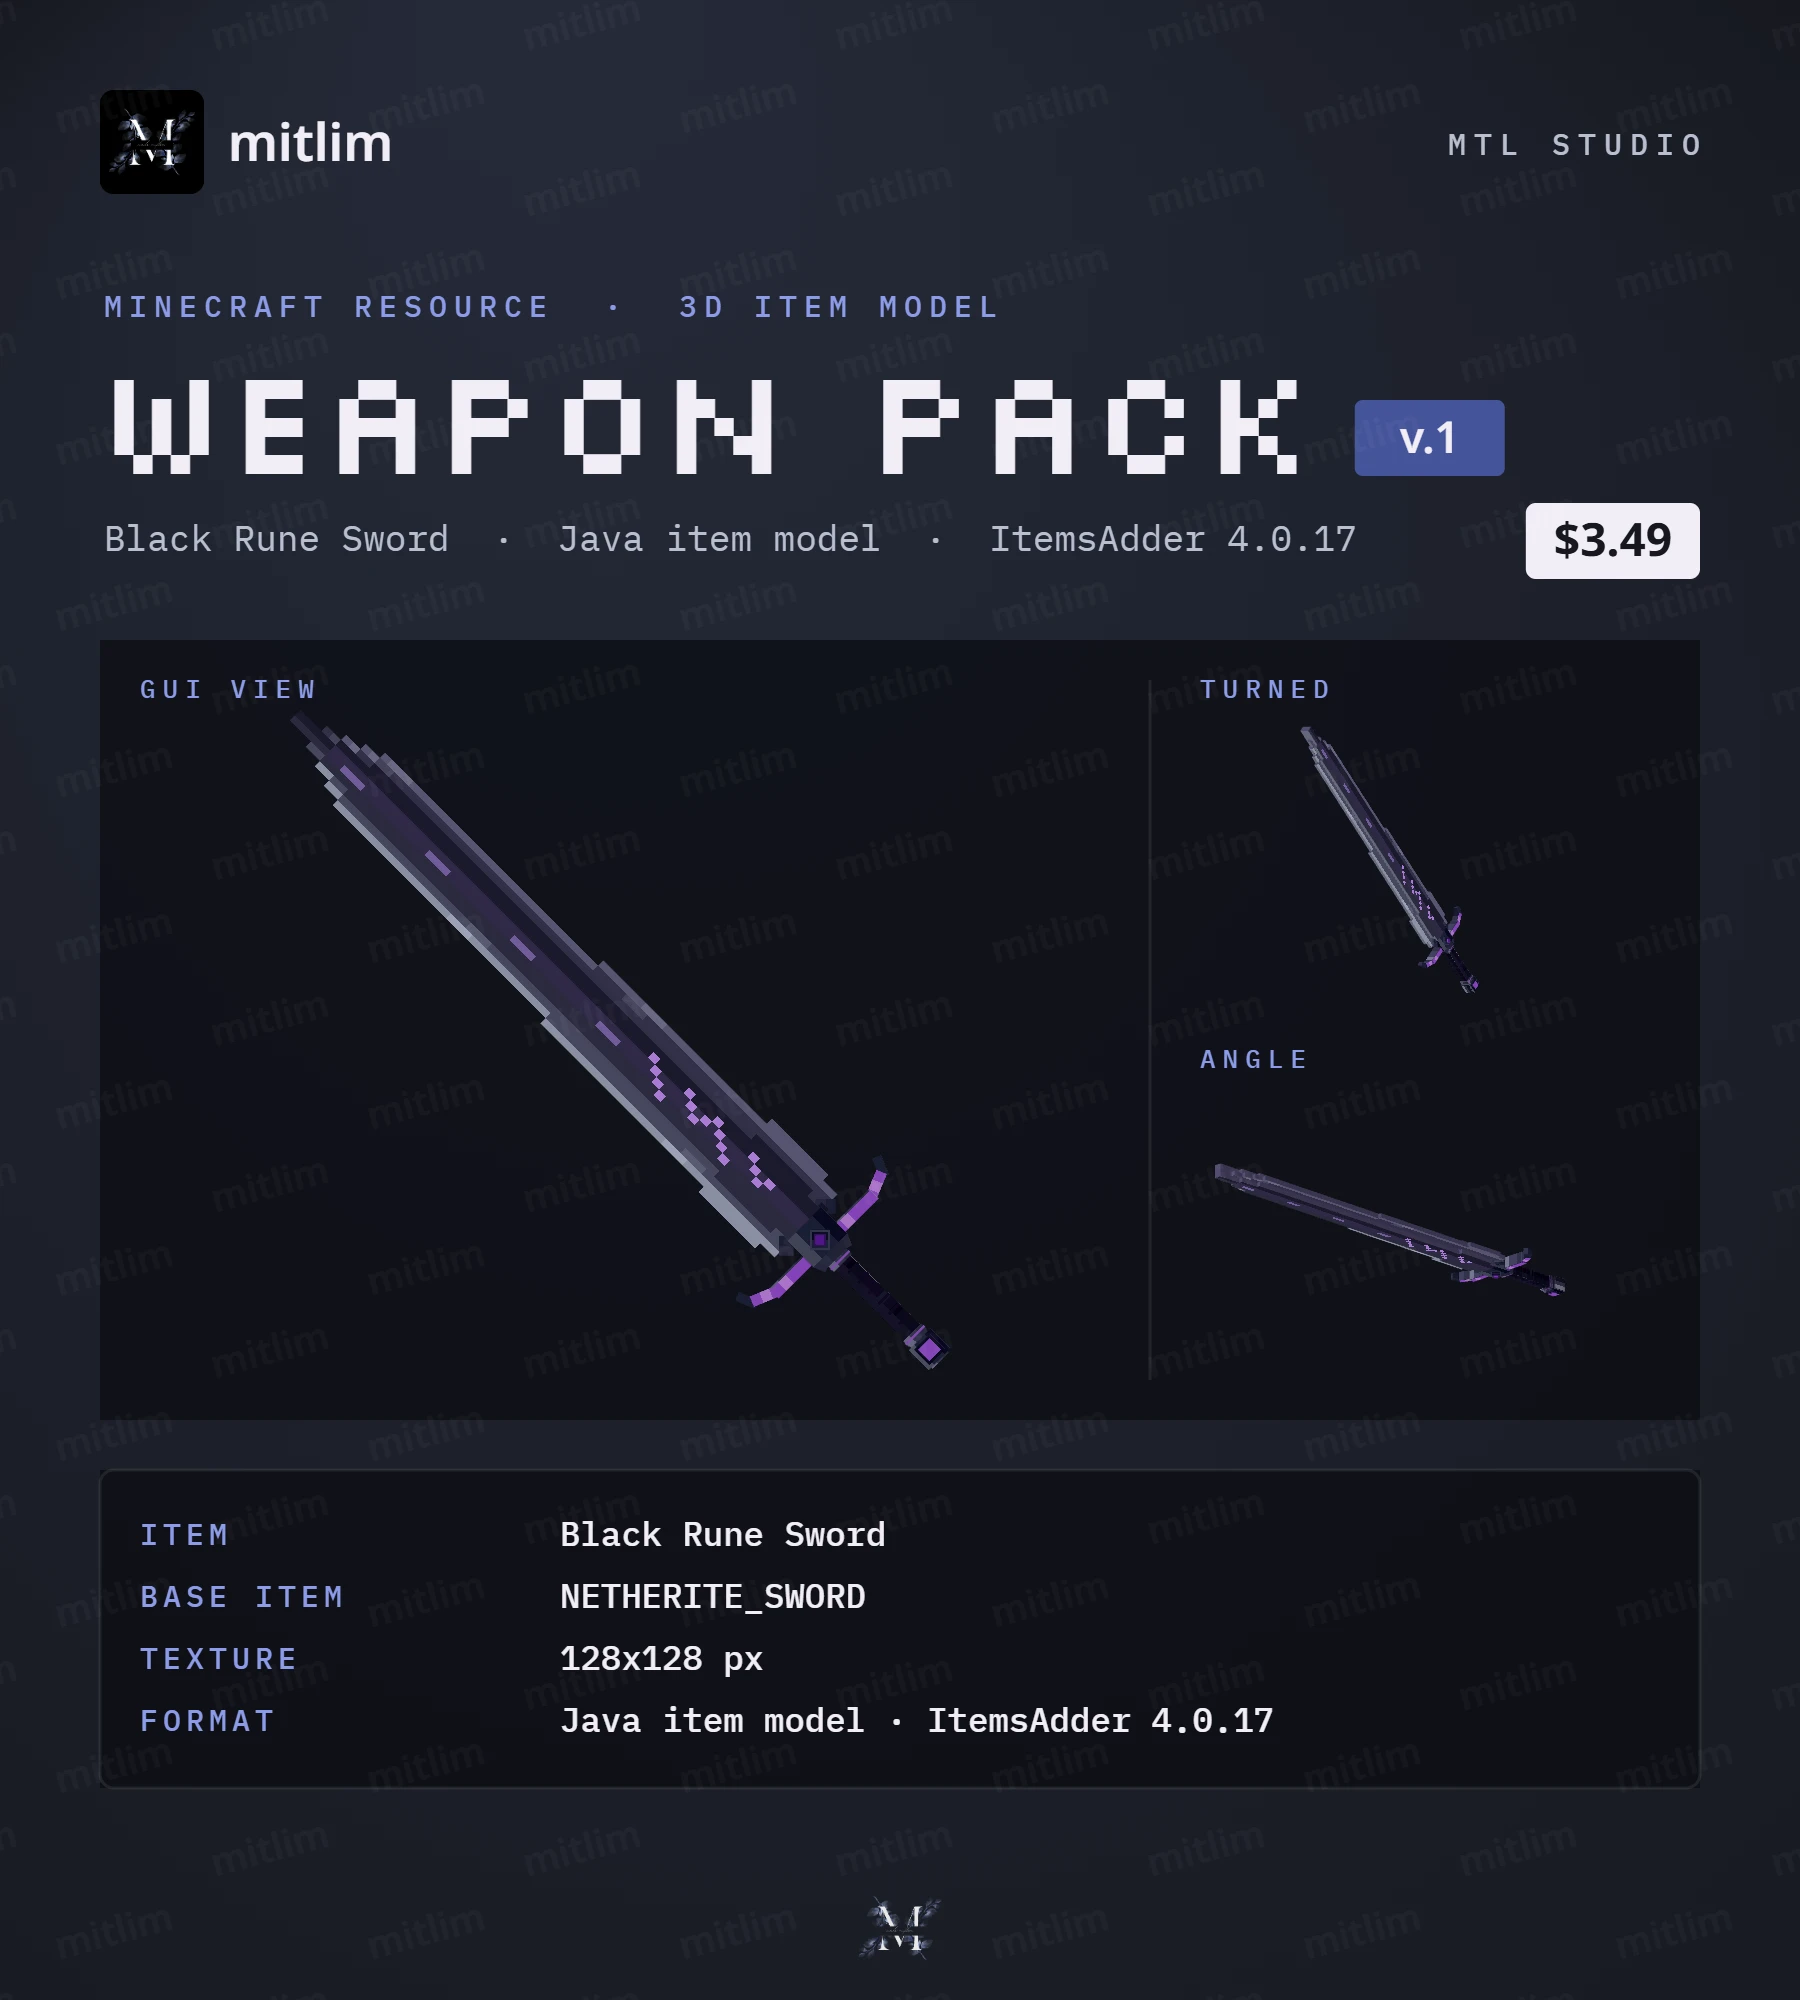 mitlim
MTL STUDIO
MINECRAFT RESOURCE · 3D ITEM MODEL
WEAPON PACK v.1
Black Rune Sword · Java item model · ItemsAdder 4.0.17
$3.49
GUI VIEW
TURNED
ANGLE
ITEM Black Rune Sword
BASE ITEM NETHERITE_SWORD
TEXTURE 128x128 px
FORMAT Java item model · ItemsAdder 4.0.17
M